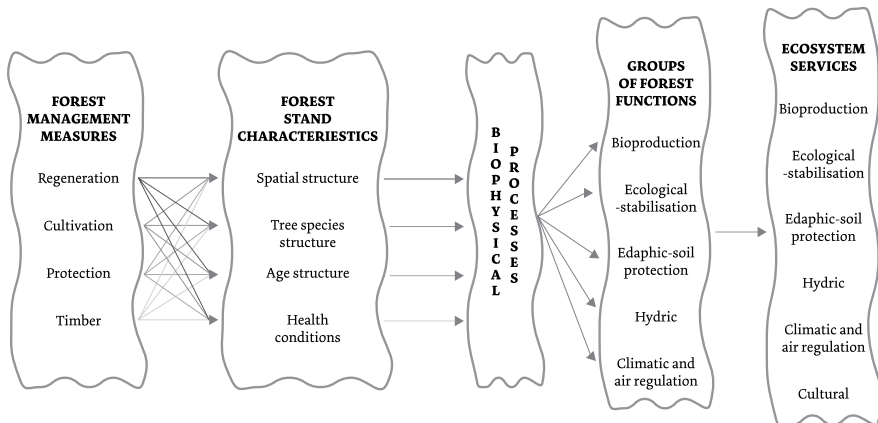 FOREST
MANAGEMENT
MEASURES
Regeneration
Cultivation
Protection
Timber
FOREST
STAND
CHARACTERIESTICS
Spatial structure
Tree species
structure
Age structure
Health
conditions
BIOPHYSICAL
PROCESSES
GROUPS
OF FOREST
FUNCTIONS
Bioproduction
Ecological
-stabilisation
Edaphic-soil
protection
Hydric
Climatic and
air regulation
ECOSYSTEM
SERVICES
Bioproduction
Ecological
-stabilisation
Edaphic-soil
protection
Hydric
Climatic and
air regulation
Cultural